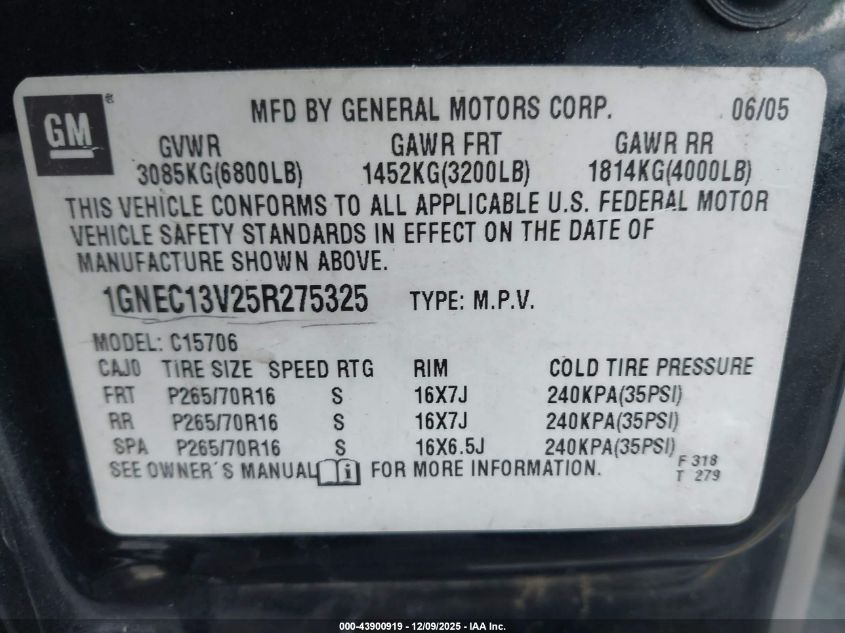 GM ®
MFD BY GENERAL MOTORS CORP. 06/05
GVWR GAWR FRT GAWR RR
3085KG(6800LB) 1452KG(3200LB) 1814KG(4000LB)
THIS VEHICLE CONFORMS TO ALL APPLICABLE U.S. FEDERAL MOTOR
VEHICLE SAFETY STANDARDS IN EFFECT ON THE DATE OF
MANUFACTURE SHOWN ABOVE.
1GNEC13V25R275325 TYPE: M.P.V.
MODEL: C15706
CAJ0 TIRE SIZE SPEED RTG RIM COLD TIRE PRESSURE
FRT P265/70R16 S 16X7J 240KPA(35PSI)
RR P265/70R16 S 16X7J 240KPA(35PSI)
SPA P265/70R16 S 16X6.5J 240KPA(35PSI)
SEE OWNER´S MANUAL FOR MORE INFORMATION.
F 318
T 279
000-43900919 - 12/09/2025 - IAA Inc.